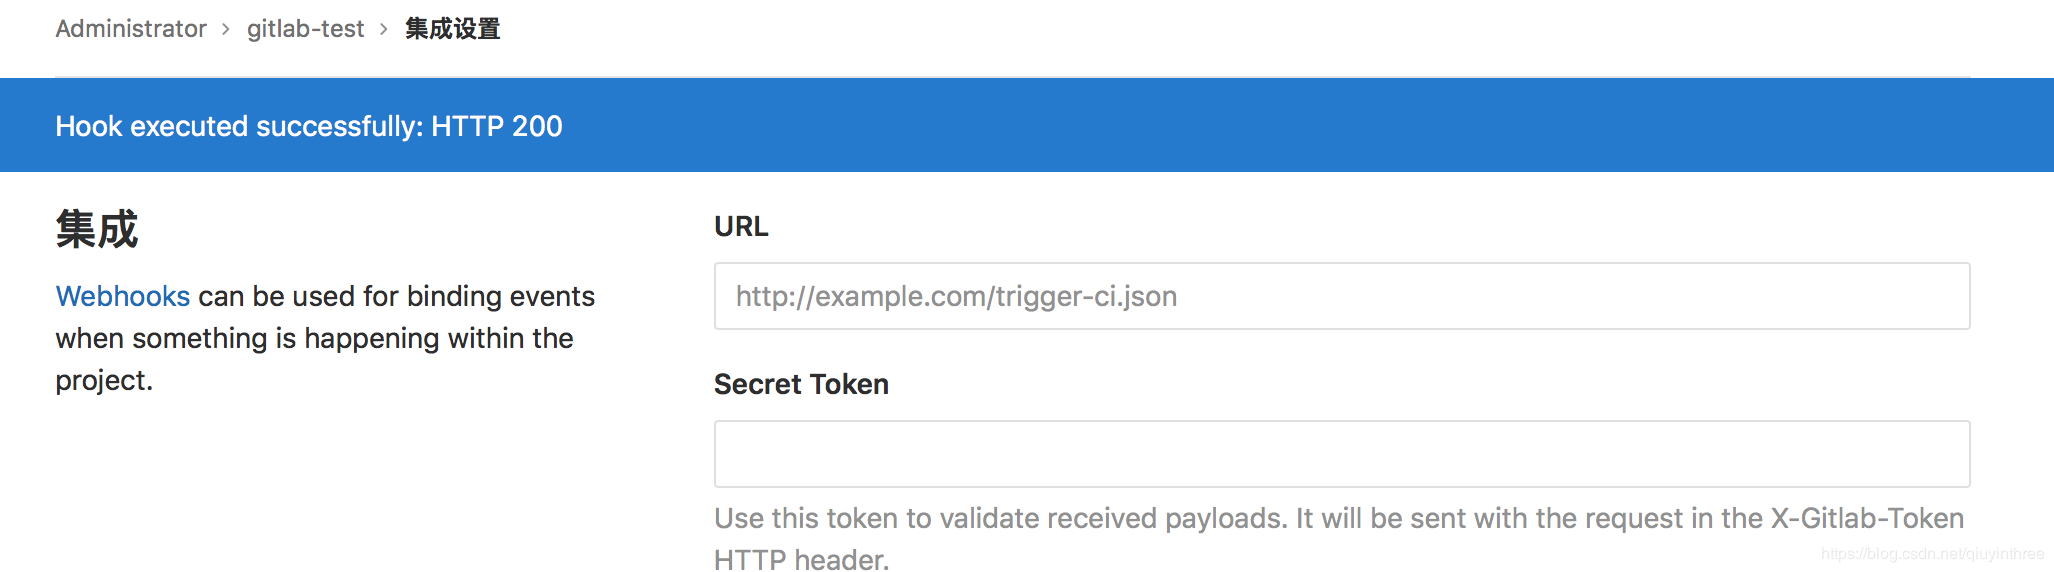 Administrator › gitlab-test › 集成设置
Hook executed successfully: HTTP 200
集成
Webhooks can be used for binding events
when something is happening within the
project.
URL
http://example.com/trigger-ci.json
Secret Token
Use this token to validate received payloads. It will be sent with the request in the X-Gitlab-Token
HTTP header.
https://blog.csdn.net/qiuyinthree